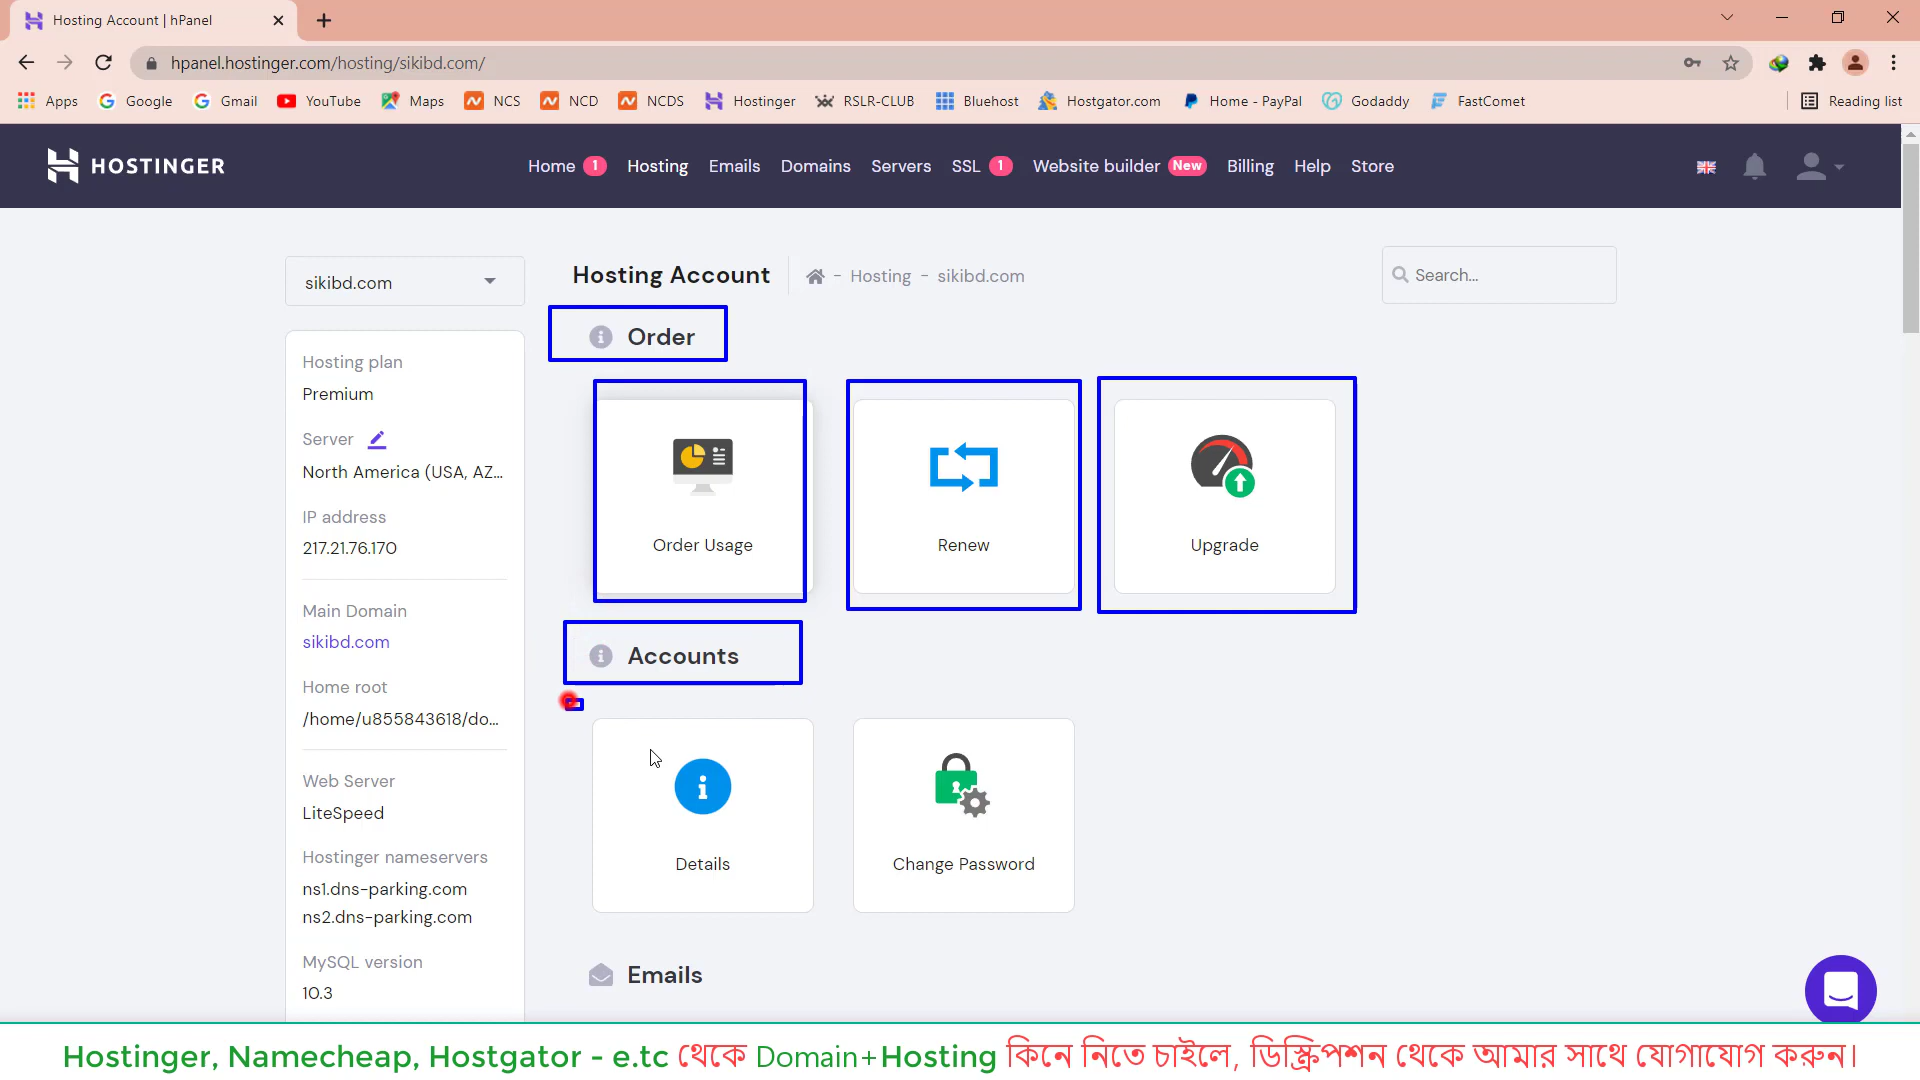 Hosting Account | hPanel
hpanel.hostinger.com/hosting/sikibd.com/
Apps Google Gmail YouTube Maps NCS NCD NCDS Hostinger RSLR-CLUB Bluehost Hostgator.com Home - PayPal Godaddy FastComet Reading list
HOSTINGER Home 1 Hosting Emails Domains Servers SSL 1 Website builder New Billing Help Store
sikibd.com
Hosting plan
Premium
Server
North America (USA, AZ...
IP address
217.21.76.170
Main Domain
sikibd.com
Home root
/home/u855843618/do...
Web Server
LiteSpeed
Hostinger nameservers
ns1.dns-parking.com
ns2.dns-parking.com
MySQL version
10.3
Hosting Account - Hosting - sikibd.com
Search...
Order
Order Usage Renew Upgrade
Accounts
Details Change Password
Emails
Hostinger, Namecheap, Hostgator - e.tc থেকে Domain+Hosting কিনে নিতে চাইলে, ডিস্ক্রিপশন থেকে আমার সাথে যোগাযোগ করুন।